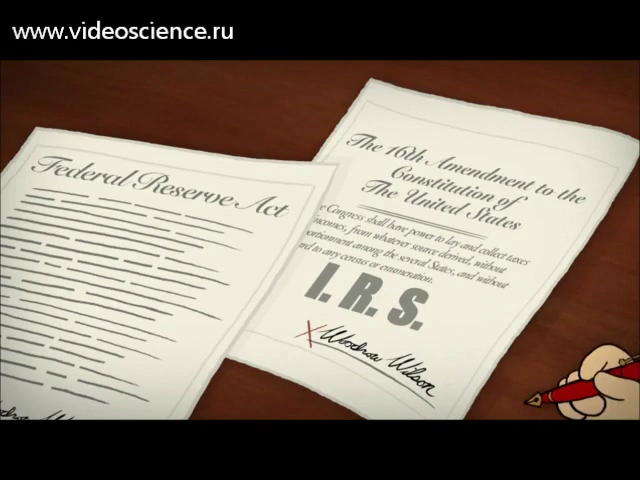 www.videoscience.ru
Federal Reserve Act
The 16th Amendment to the
Constitution of
The United States
Congress shall have power to lay and collect taxes
incomes, from whatever source derived, without
among the several States, and without
to any census or enumeration.
I. R. S.
X Woodrow Wilson